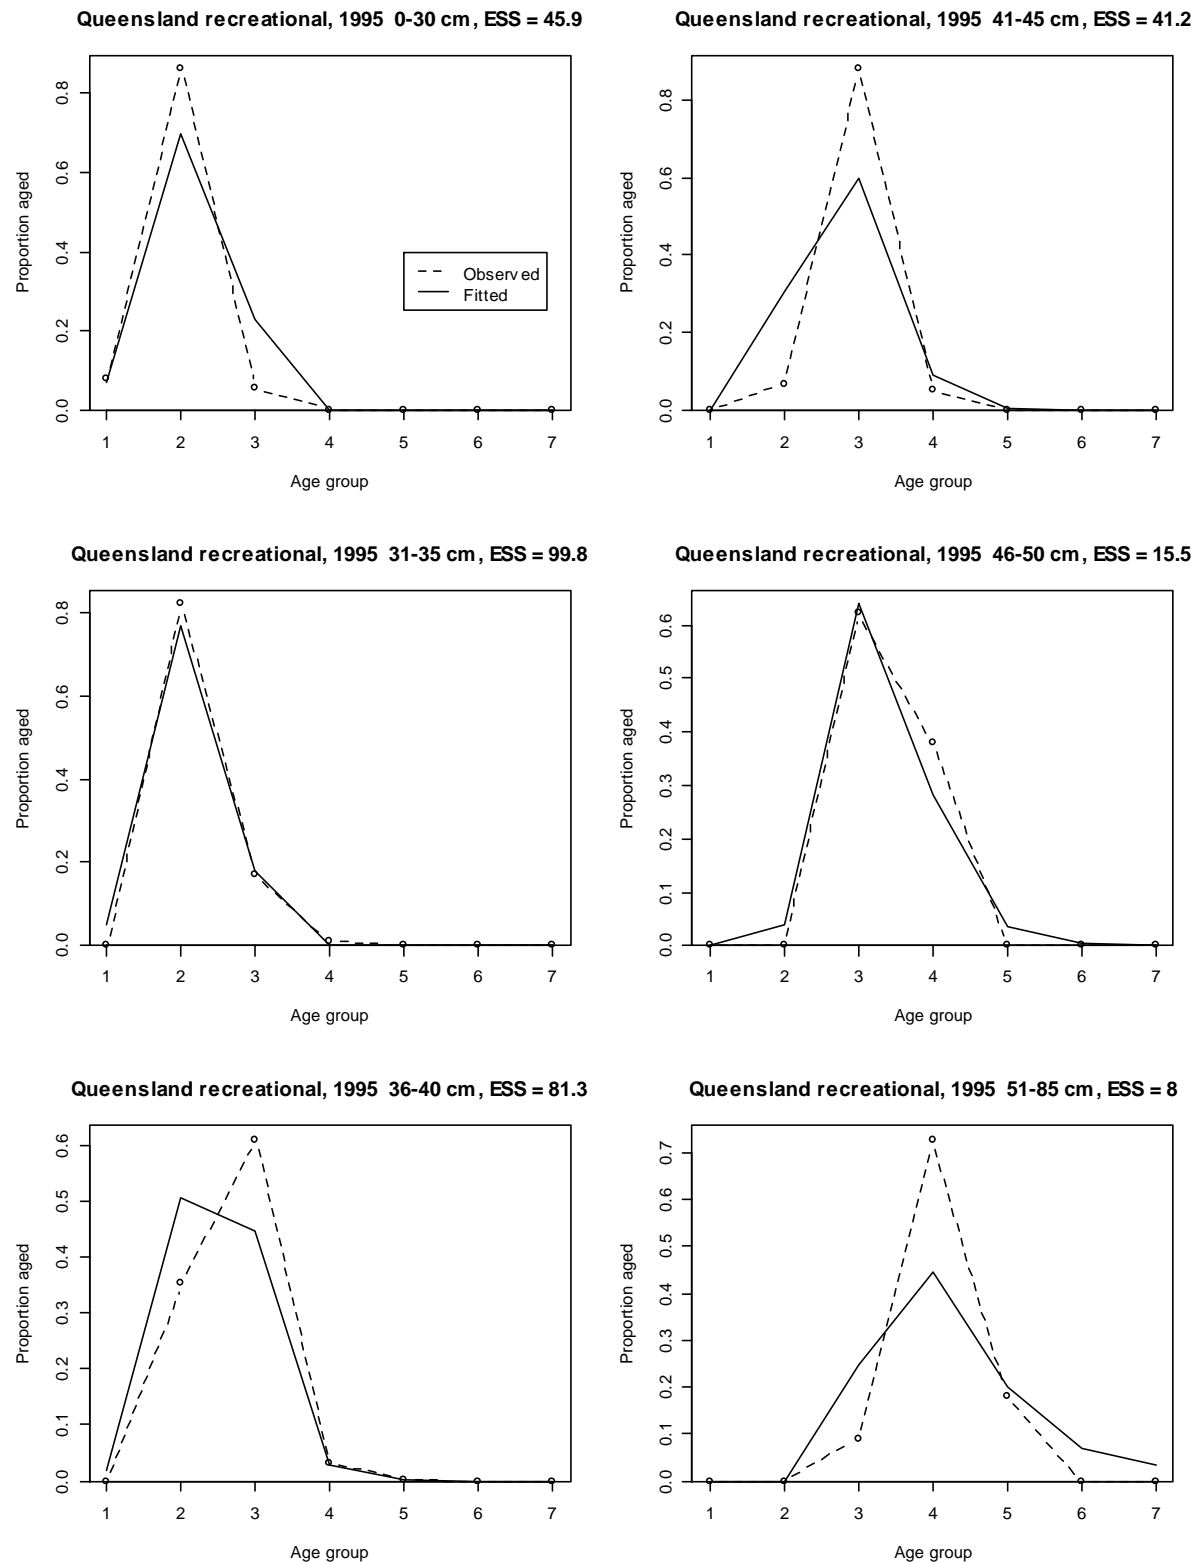 Queensland recreational, 1995 0-30 cm, ESS = 45.9
Proportion aged
0.0 0.2 0.4 0.6 0.8
Observed
Fitted
1 2 3 4 5 6 7
Age group
Queensland recreational, 1995 41-45 cm, ESS = 41.2
Proportion aged
0.0 0.2 0.4 0.6 0.8
1 2 3 4 5 6 7
Age group
Queensland recreational, 1995 31-35 cm, ESS = 99.8
Proportion aged
0.0 0.2 0.4 0.6 0.8
1 2 3 4 5 6 7
Age group
Queensland recreational, 1995 46-50 cm, ESS = 15.5
Proportion aged
0.0 0.1 0.2 0.3 0.4 0.5 0.6
1 2 3 4 5 6 7
Age group
Queensland recreational, 1995 36-40 cm, ESS = 81.3
Proportion aged
0.0 0.1 0.2 0.3 0.4 0.5 0.6
1 2 3 4 5 6 7
Age group
Queensland recreational, 1995 51-85 cm, ESS = 8
Proportion aged
0.0 0.1 0.2 0.3 0.4 0.5 0.6 0.7
1 2 3 4 5 6 7
Age group